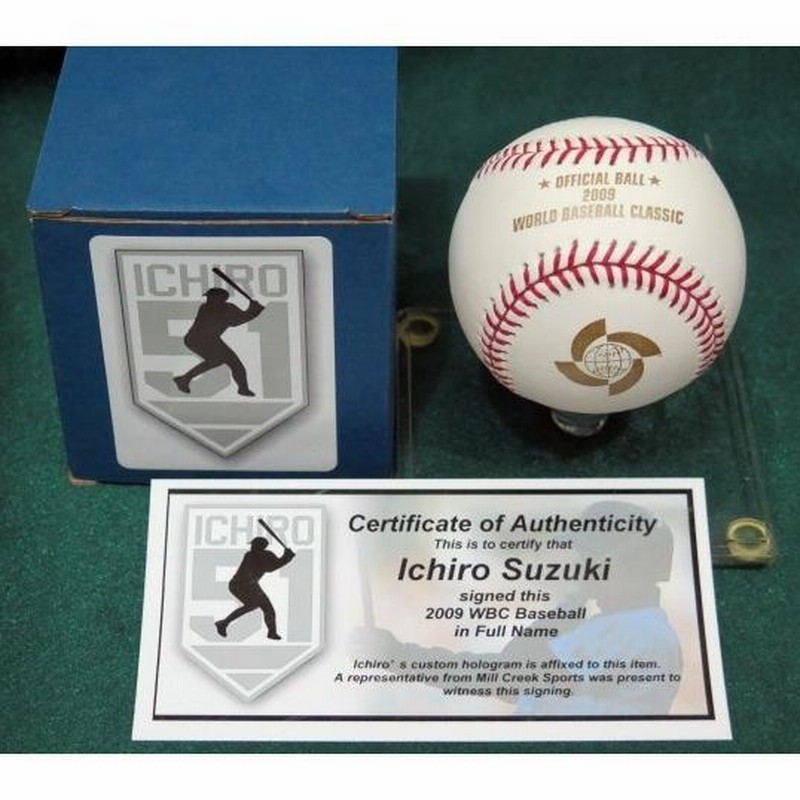 ICHIRO
51
★ OFFICIAL BALL ★
2009
WORLD BASEBALL CLASSIC
ICHIRO
51
Certificate of Authenticity
This is to certify that
Ichiro Suzuki
signed this
2009 WBC Baseball
in Full Name
Ichiro' s custom hologram is affixed to this item.
A representative from Mill Creek Sports was present to
witness this signing.